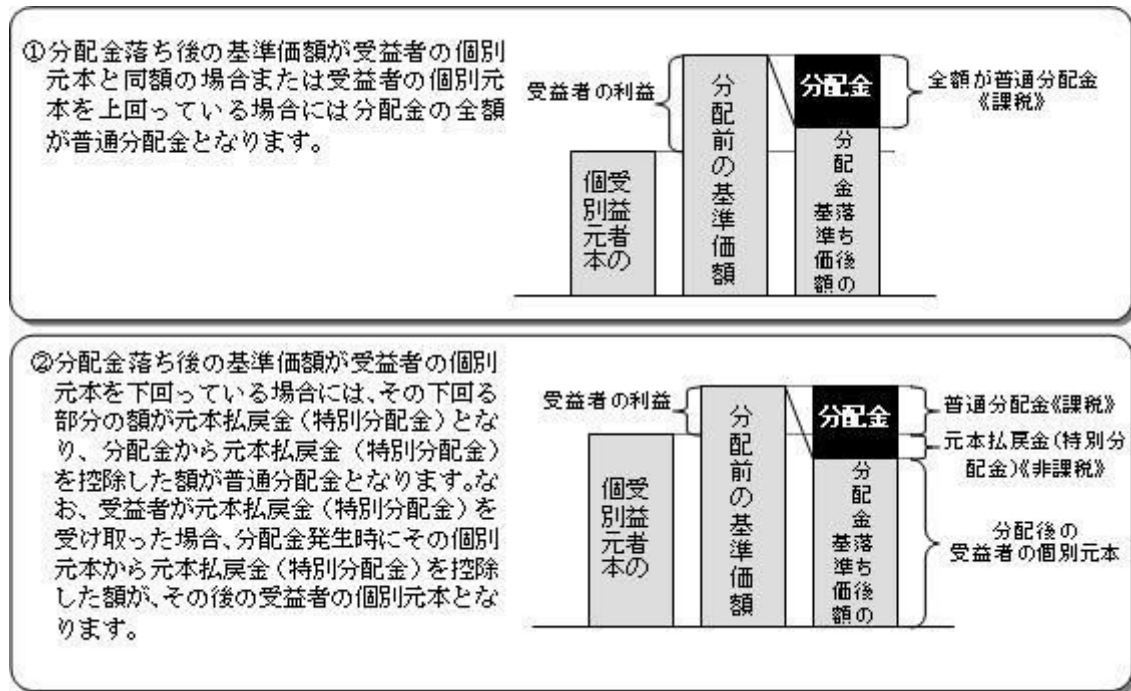 ①分配金落ち後の基準価額が受益者の個別
元本と同額の場合または受益者の個別元
本を上回っている場合には分配金の全額
が普通分配金となります。
受益者の利益
個別元本
受益者の
分配前の基準価額
分配金
分配金落ち後の
基準価額
全額が普通分配金
《課税》
②分配金落ち後の基準価額が受益者の個別
元本を下回っている場合には、その下回る
部分の額が元本払戻金（特別分配金）とな
り、分配金から元本払戻金（特別分配金）
を控除した額が普通分配金となります。な
お、受益者が元本払戻金（特別分配金）を
受け取った場合、分配金発生時にその個別
元本から元本払戻金（特別分配金）を控除
した額が、その後の受益者の個別元本とな
ります。
受益者の利益
受益者の
個別元本
分配前の基準価額
分配金
分配金落ち後の
基準価額
普通分配金《課税》
元本払戻金（特別分
配金）《非課税》
分配後の
受益者の個別元本